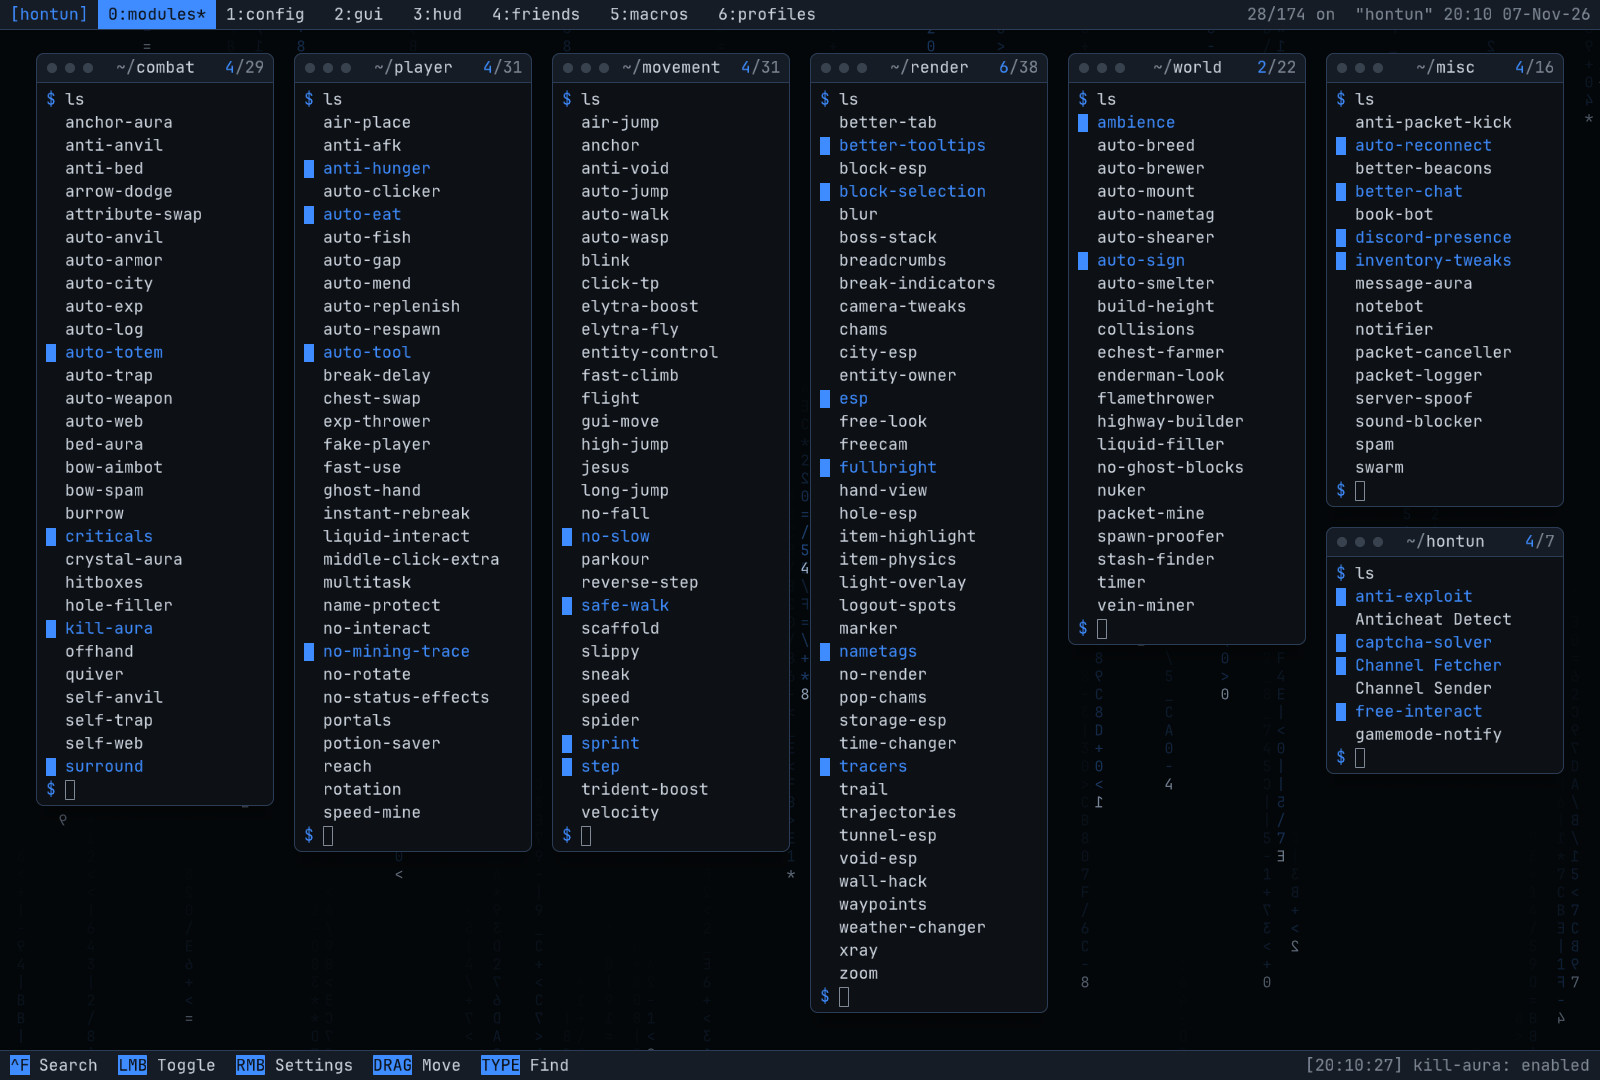 [hontun] 0:modules* 1:config 2:gui 3:hud 4:friends 5:macros 6:profiles 28/174 on "hontun" 20:10 07-Nov-26
~/combat 4/29
$ ls
anchor-aura
anti-anvil
anti-bed
arrow-dodge
attribute-swap
auto-anvil
auto-armor
auto-city
auto-exp
auto-log
auto-totem
auto-trap
auto-weapon
auto-web
bed-aura
bow-aimbot
bow-spam
burrow
criticals
crystal-aura
hitboxes
hole-filler
kill-aura
offhand
quiver
self-anvil
self-trap
self-web
surround
$
~/player 4/31
$ ls
air-place
anti-afk
anti-hunger
auto-clicker
auto-eat
auto-fish
auto-gap
auto-mend
auto-replenish
auto-respawn
auto-tool
break-delay
chest-swap
exp-thrower
fake-player
fast-use
ghost-hand
instant-rebreak
liquid-interact
middle-click-extra
multitask
name-protect
no-interact
no-mining-trace
no-rotate
no-status-effects
portals
potion-saver
reach
rotation
speed-mine
$
~/movement 4/31
$ ls
air-jump
anchor
anti-void
auto-jump
auto-walk
auto-wasp
blink
click-tp
elytra-boost
elytra-fly
entity-control
fast-climb
flight
gui-move
high-jump
jesus
long-jump
no-fall
no-slow
parkour
reverse-step
safe-walk
scaffold
slippy
sneak
speed
spider
sprint
step
trident-boost
velocity
$
~/render 6/38
$ ls
better-tab
better-tooltips
block-esp
block-selection
blur
boss-stack
breadcrumbs
break-indicators
camera-tweaks
chams
city-esp
entity-owner
esp
free-look
freecam
fullbright
hand-view
hole-esp
item-highlight
item-physics
light-overlay
logout-spots
marker
nametags
no-render
pop-chams
storage-esp
time-changer
tracers
trail
trajectories
tunnel-esp
void-esp
wall-hack
waypoints
weather-changer
xray
zoom
$
~/world 2/22
$ ls
ambience
auto-breed
auto-brewer
auto-mount
auto-nametag
auto-shearer
auto-sign
auto-smelter
build-height
collisions
echest-farmer
enderman-look
flamethrower
highway-builder
liquid-filler
no-ghost-blocks
nuker
packet-mine
spawn-proofer
stash-finder
timer
vein-miner
$
~/misc 4/16
$ ls
anti-packet-kick
auto-reconnect
better-beacons
better-chat
book-bot
discord-presence
inventory-tweaks
message-aura
notebot
notifier
packet-canceller
packet-logger
server-spoof
sound-blocker
spam
swarm
$
~/hontun 4/7
$ ls
anti-exploit
Anticheat Detect
captcha-solver
Channel Fetcher
Channel Sender
free-interact
gamemode-notify
$
^F Search LMB Toggle RMB Settings DRAG Move TYPE Find [20:10:27] kill-aura: enabled